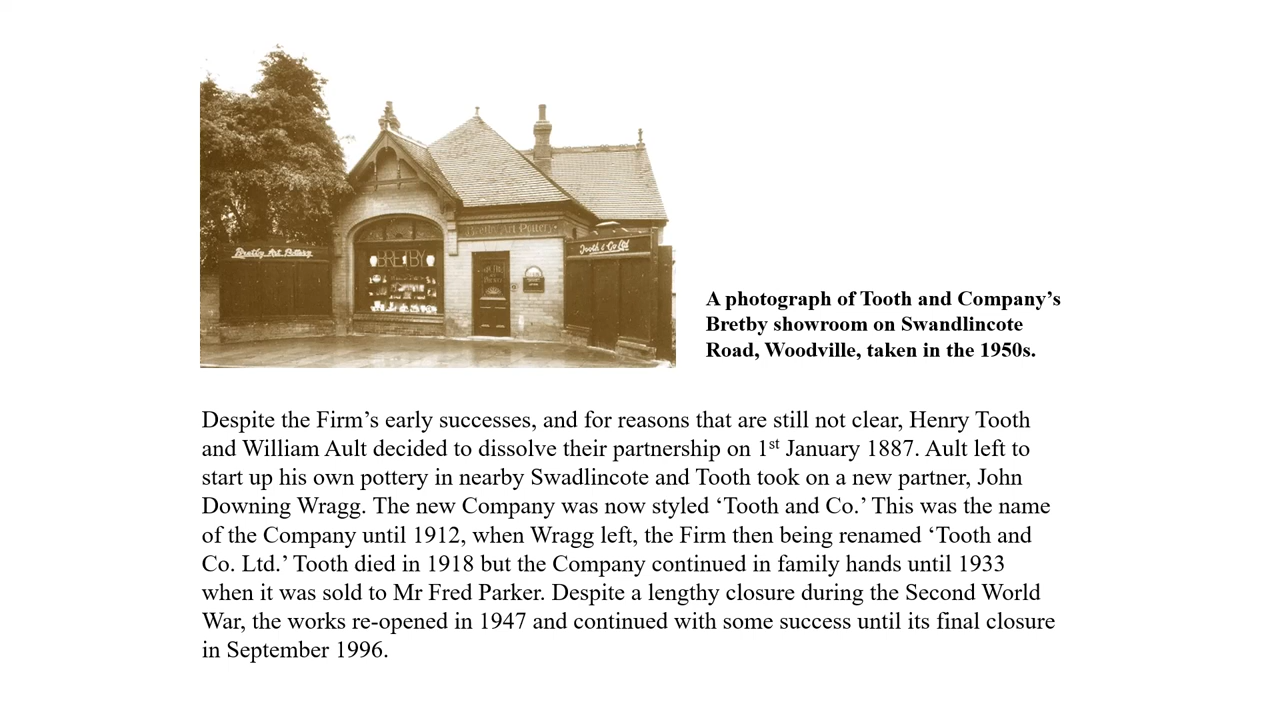 Bretby Art Pottery
BRETBY
Bretby Art Pottery
Tooth & Co Ltd
A photograph of Tooth and Company’s
Bretby showroom on Swandlincote
Road, Woodville, taken in the 1950s.
Despite the Firm’s early successes, and for reasons that are still not clear, Henry Tooth
and William Ault decided to dissolve their partnership on 1st January 1887. Ault left to
start up his own pottery in nearby Swadlincote and Tooth took on a new partner, John
Downing Wragg. The new Company was now styled ‘Tooth and Co.’ This was the name
of the Company until 1912, when Wragg left, the Firm then being renamed ‘Tooth and
Co. Ltd.’ Tooth died in 1918 but the Company continued in family hands until 1933
when it was sold to Mr Fred Parker. Despite a lengthy closure during the Second World
War, the works re-opened in 1947 and continued with some success until its final closure
in September 1996.